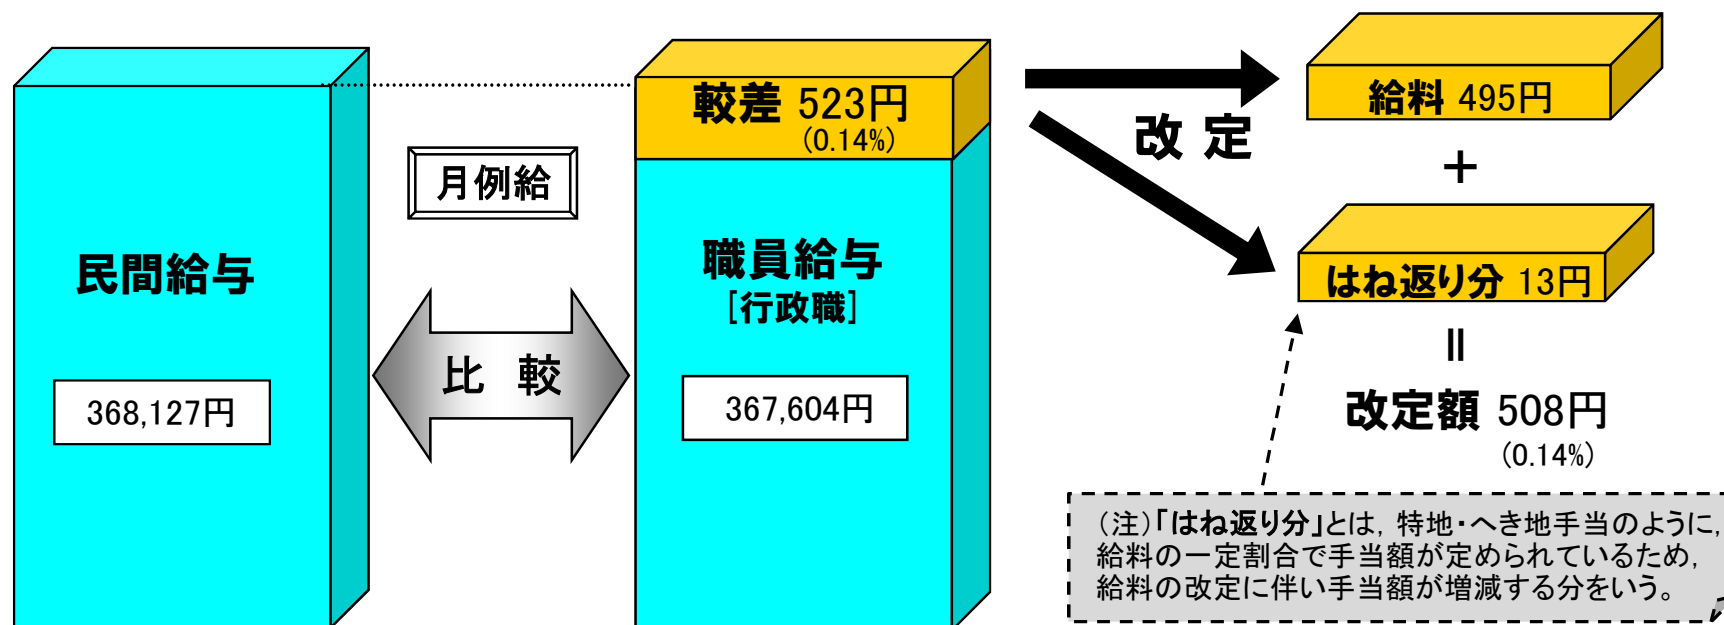 民間給与
368,127円
月例給
比 較
較差 523円
(0.14%)
職員給与
[行政職]
367,604円
改 定
給料 495円
+
はね返り分 13円
=
改定額 508円
(0.14%)
(注)「はね返り分」とは，特地・へき地手当のように，
給料の一定割合で手当額が定められているため，
給料の改定に伴い手当額が増減する分をいう。